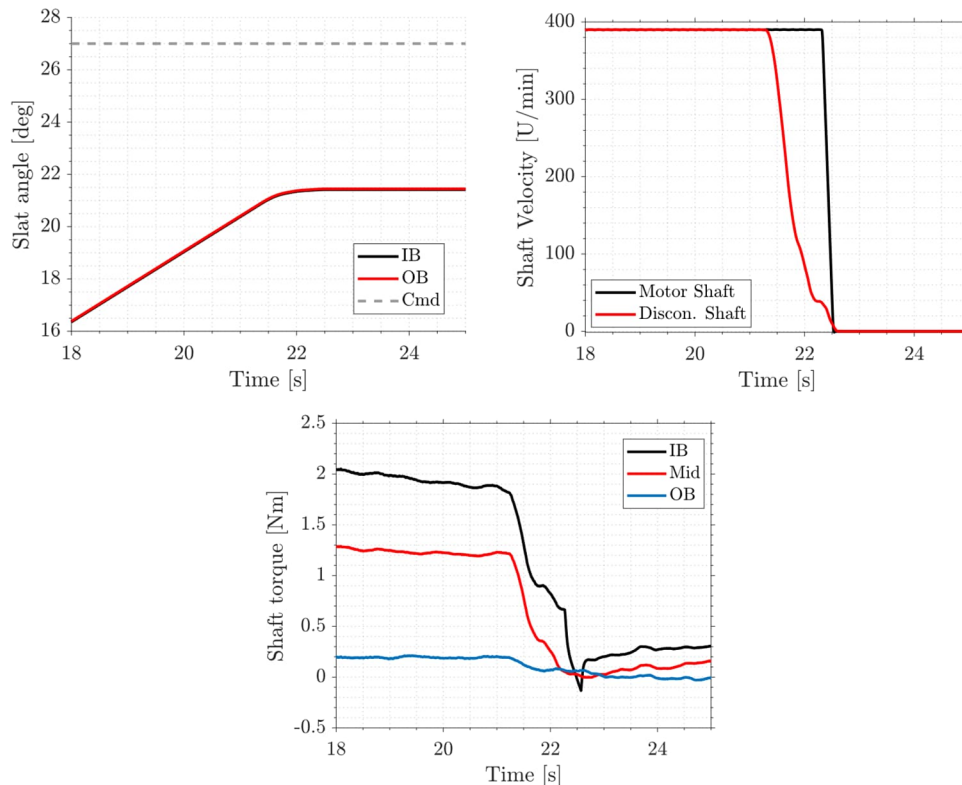 28
26
24
22
20
18
16
Slat angle [deg]
IB
OB
Cmd
18
20
22
24
Time [s]
400
300
200
100
0
Shaft Velocity [U/min]
Motor Shaft
Discon. Shaft
18
20
22
24
Time [s]
2.5
2
1.5
1
0.5
0
-0.5
Shaft torque [Nm]
IB
Mid
OB
18
20
22
24
Time [s]